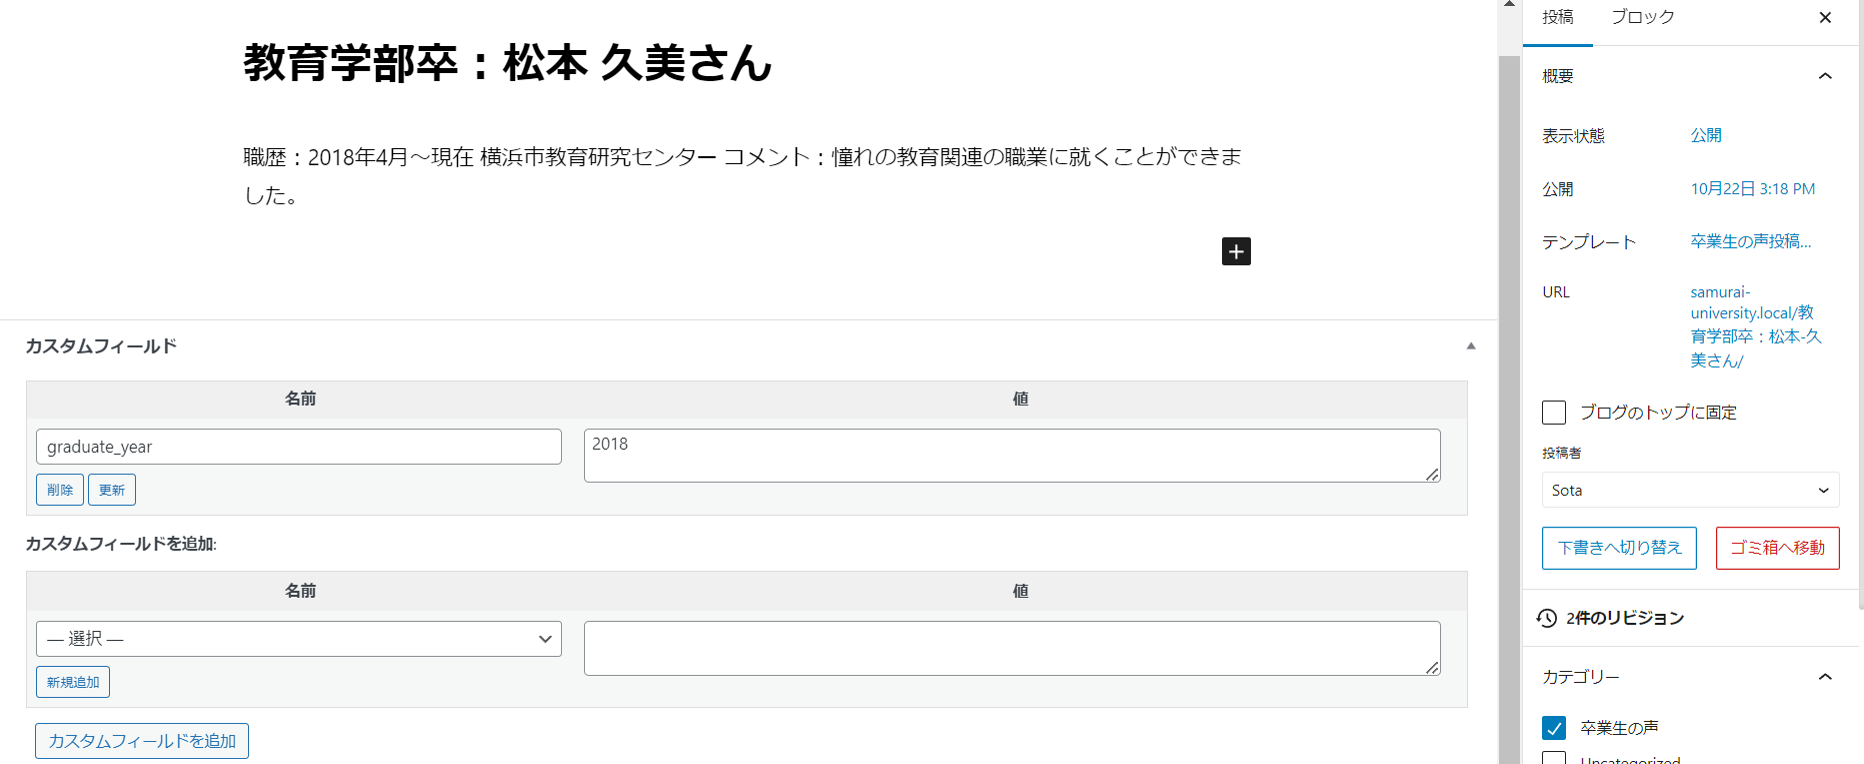 教育学部卒：松本 久美さん
職歴：2018年4月～現在 横浜市教育研究センター コメント：憧れの教育関連の職業に就くことができま
した。
カスタムフィールド
名前
値
graduate_year
2018
削除
更新
カスタムフィールドを追加:
名前
値
— 選択 —
新規追加
カスタムフィールドを追加
投稿
ブロック
概要
表示状態
公開
公開
10月22日 3:18 PM
テンプレート
卒業生の声投稿...
URL
samurai-
university.local/教
育学部卒：松本-久
美さん/
ブログのトップに固定
投稿者
Sota
下書きへ切り替え
ゴミ箱へ移動
2件のリビジョン
カテゴリー
卒業生の声
Uncategorized